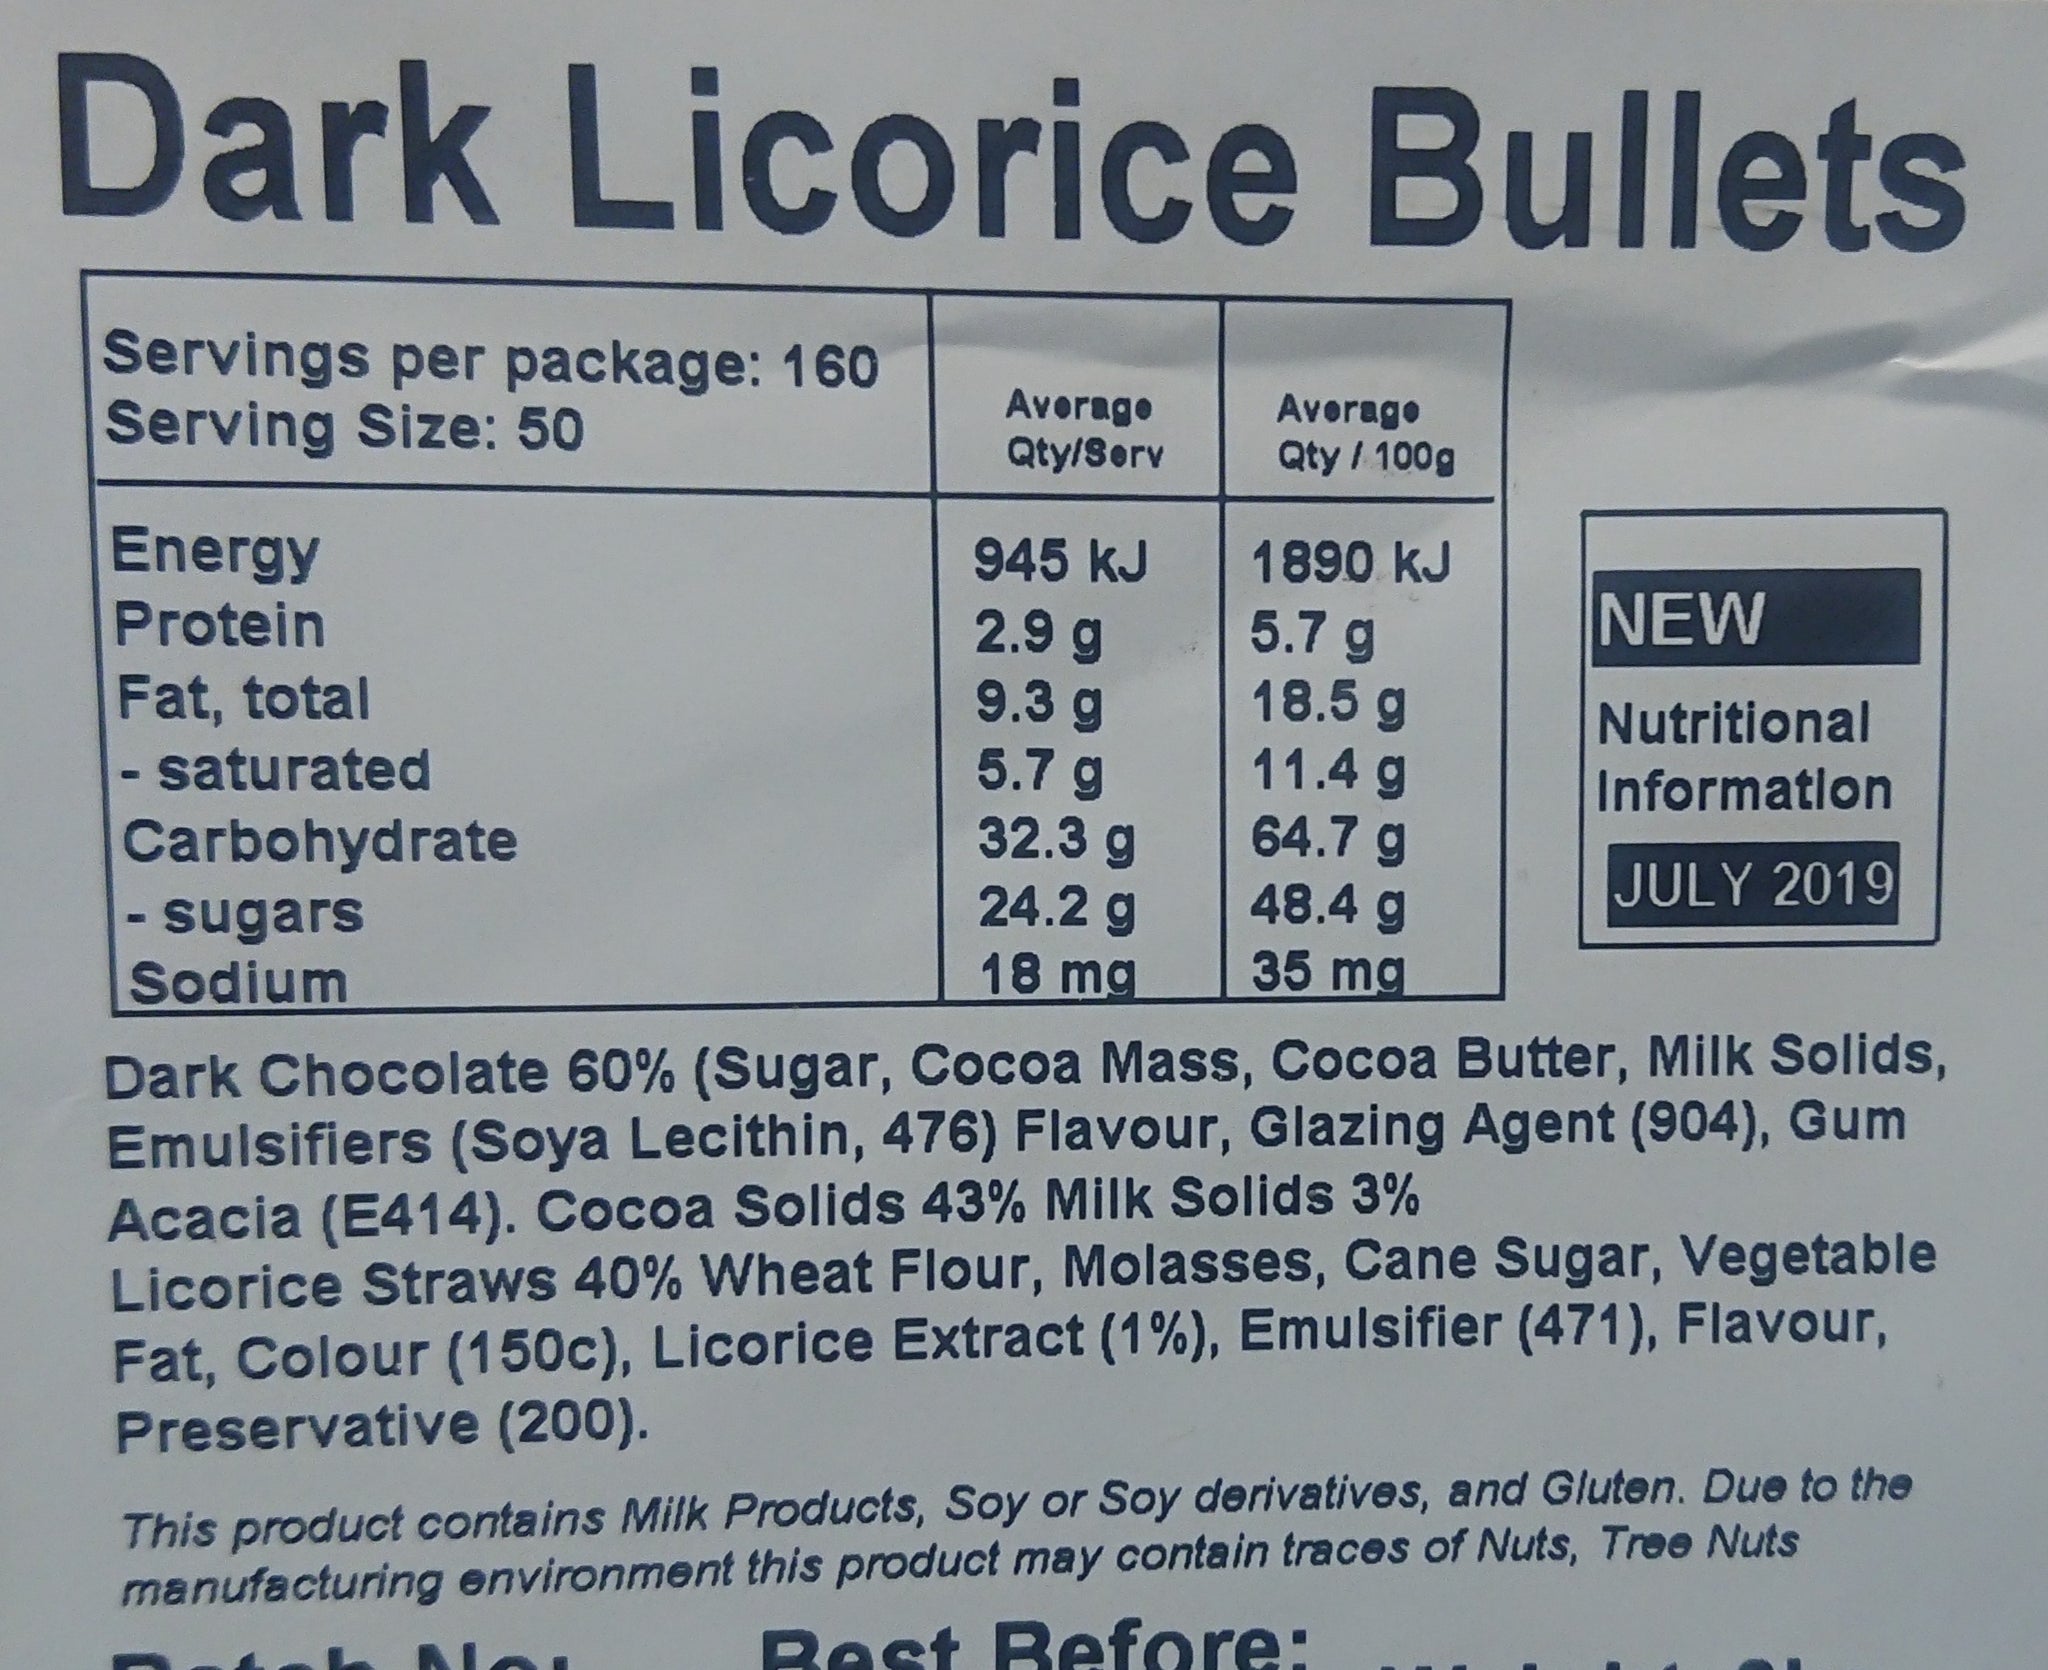 Dark Licorice Bullets
Servings per package: 160
Serving Size: 50
Average
Qty/Serv
Average
Qty / 100g
Energy 945 kJ 1890 kJ
Protein 2.9 g 5.7 g
Fat, total 9.3 g 18.5 g
- saturated 5.7 g 11.4 g
Carbohydrate 32.3 g 64.7 g
- sugars 24.2 g 48.4 g
Sodium 18 mg 35 mg
NEW
Nutritional
Information
JULY 2019
Dark Chocolate 60% (Sugar, Cocoa Mass, Cocoa Butter, Milk Solids,
Emulsifiers (Soya Lecithin, 476) Flavour, Glazing Agent (904), Gum
Acacia (E414). Cocoa Solids 43% Milk Solids 3%
Licorice Straws 40% Wheat Flour, Molasses, Cane Sugar, Vegetable
Fat, Colour (150c), Licorice Extract (1%), Emulsifier (471), Flavour,
Preservative (200).
This product contains Milk Products, Soy or Soy derivatives, and Gluten. Due to the
manufacturing environment this product may contain traces of Nuts, Tree Nuts
Batch No: Best Before: